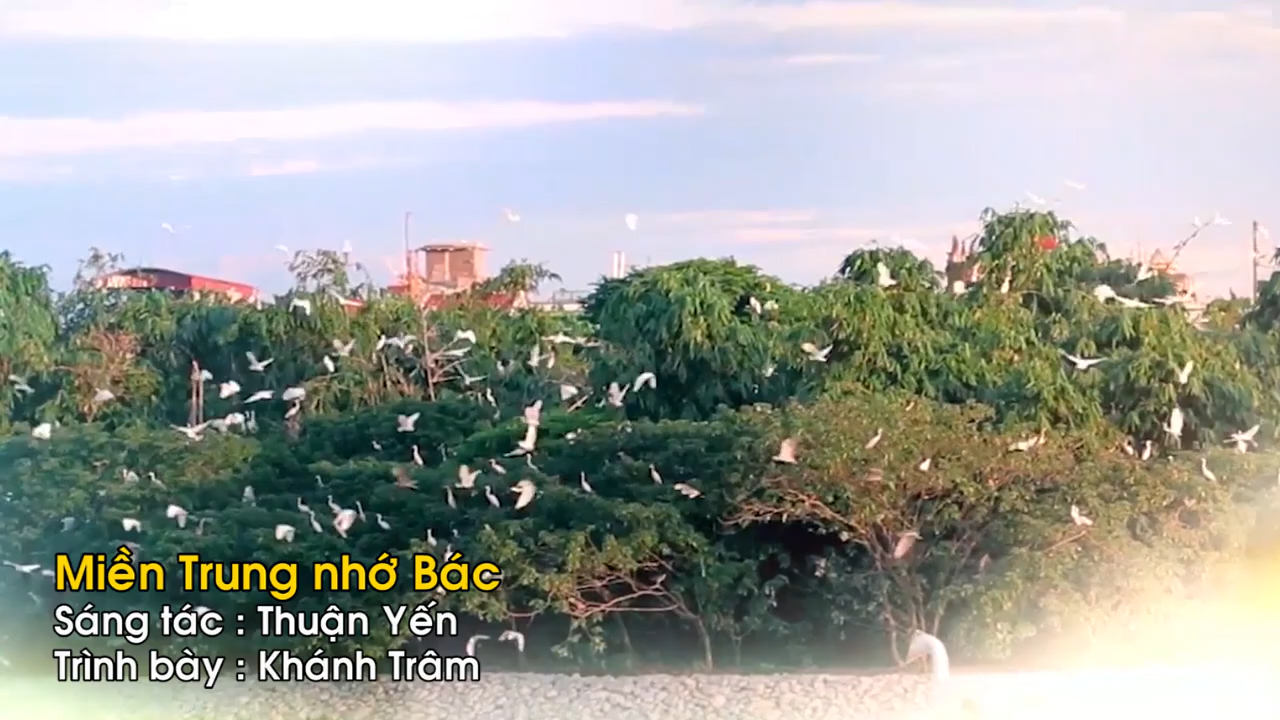 Miền Trung nhớ Bác
Sáng tác : Thuận Yến
Trình bày : Khánh Trâm